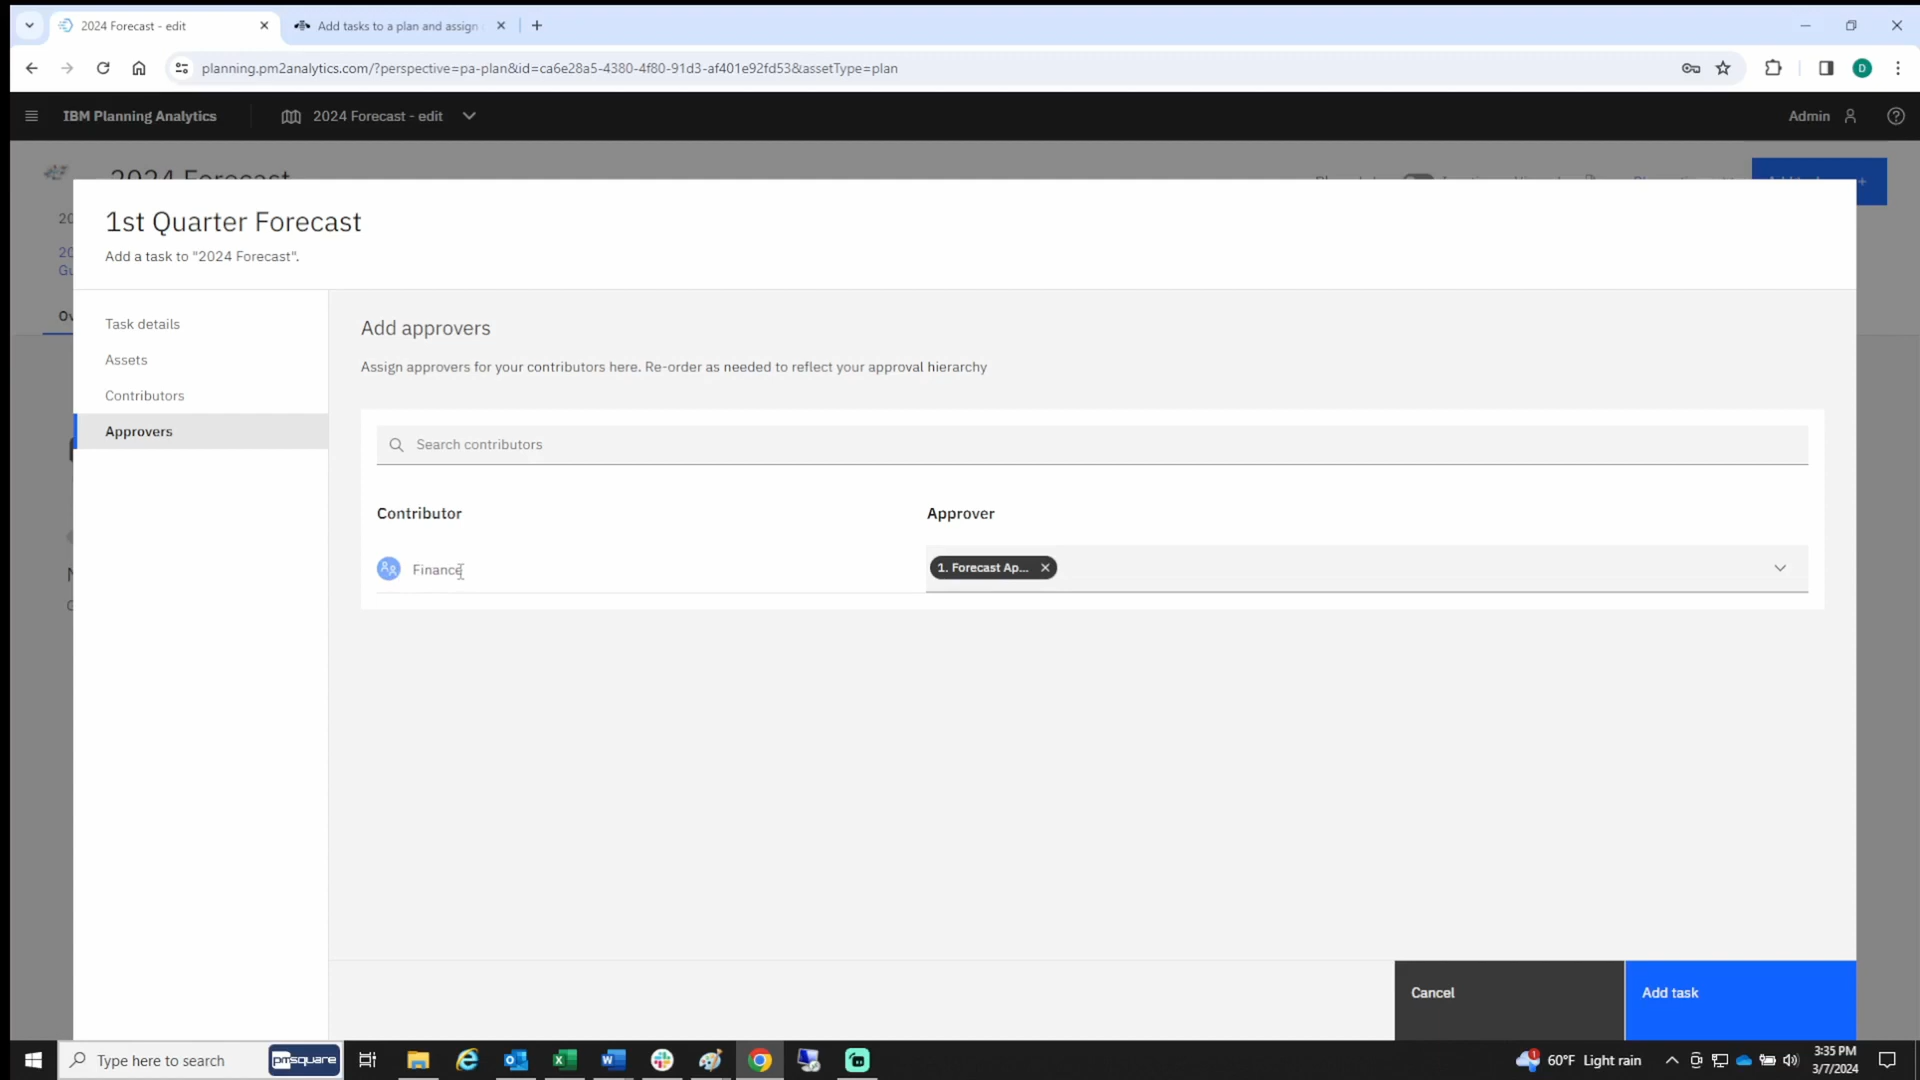 2024 Forecast - edit
Add tasks to a plan and assign
planning.pm2analytics.com/?perspective=pa-plan&id=ca6e28a5-4380-4f80-91d3-af401e92fd53&assetType=plan
D
IBM Planning Analytics
2024 Forecast - edit
Admin
2024 Forecast
1st Quarter Forecast
Add a task to "2024 Forecast".
Task details
Assets
Contributors
Approvers
Add approvers
Assign approvers for your contributors here. Re-order as needed to reflect your approval hierarchy
Search contributors
Contributor
Approver
Finance
1. Forecast Ap...
Cancel
Add task
Type here to search
pmsquare
60°F Light rain
3:35 PM
3/7/2024